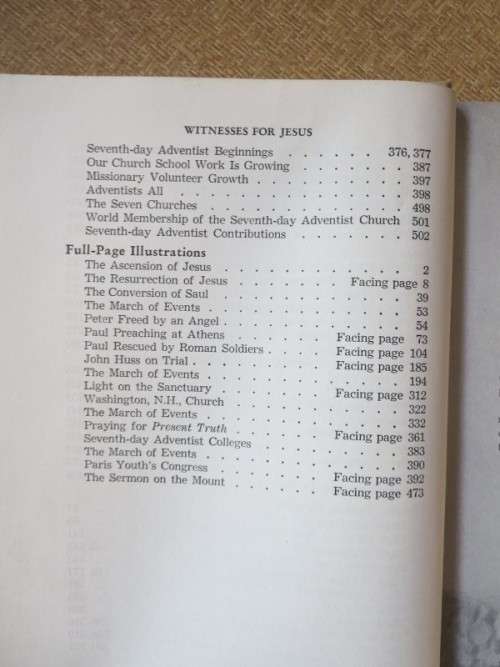 WITNESSES FOR JESUS
Seventh-day Adventist Beginnings . . . . . . 376, 377
Our Church School Work Is Growing . . . . . . 387
Missionary Volunteer Growth . . . . . . . . 397
Adventists All . . . . . . . . . . . . 398
The Seven Churches . . . . . . . . . . 498
World Membership of the Seventh-day Adventist Church 501
Seventh-day Adventist Contributions . . . . . . 502
Full-Page Illustrations
The Ascension of Jesus . . . . . . . . . . 2
The Resurrection of Jesus . . . . . . Facing page 8
The Conversion of Saul . . . . . . . . . . 39
The March of Events . . . . . . . . . . 53
Peter Freed by an Angel . . . . . . . . . . 54
Paul Preaching at Athens . . . . . Facing page 73
Paul Rescued by Roman Soldiers . . . . Facing page 104
John Huss on Trial . . . . . . . Facing page 185
The March of Events . . . . . . . . . . 194
Light on the Sanctuary . . . . . Facing page 312
Washington, N.H., Church . . . . . . . . . 322
The March of Events . . . . . . . . . . 332
Praying for Present Truth . . . . . Facing page 361
Seventh-day Adventist Colleges . . . . . . . 383
The March of Events . . . . . . . . . . 390
Paris Youth's Congress . . . . . . Facing page 392
The Sermon on the Mount . . . . . Facing page 473